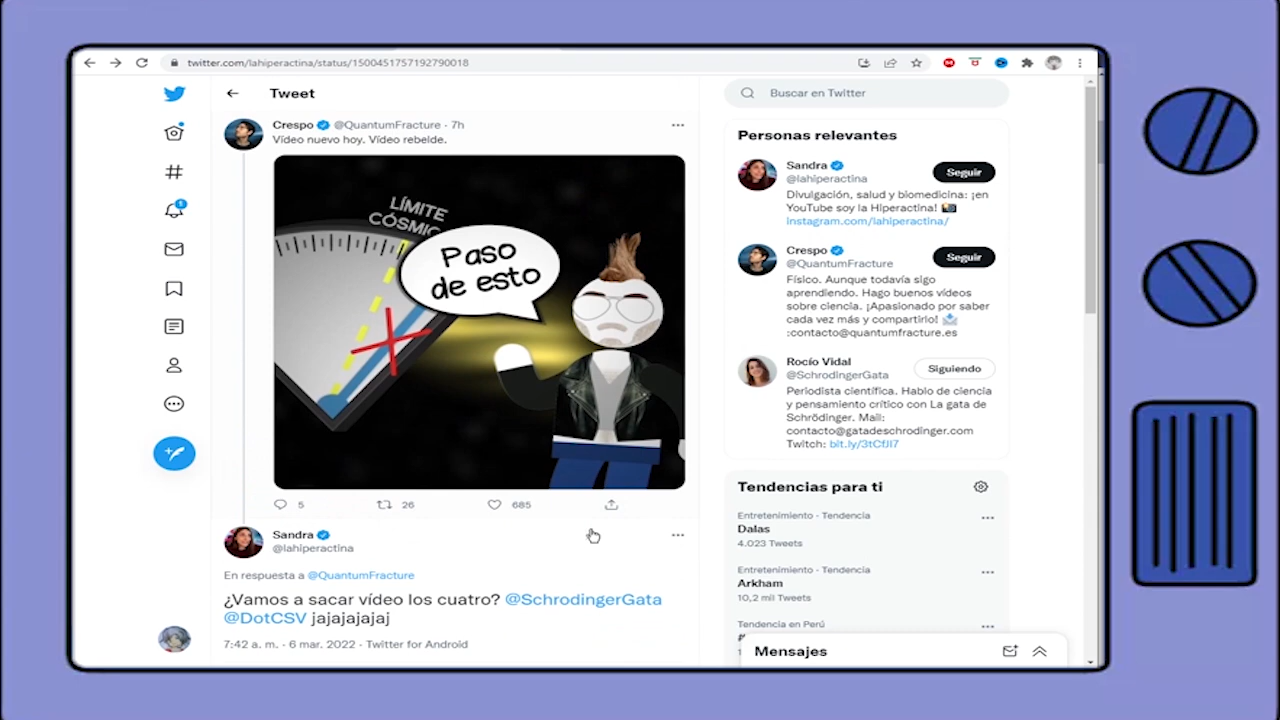 twitter.com/lahiperactina/status/1500451757192790018
Tweet
Crespo @QuantumFracture · 7h
Vídeo nuevo hoy. Vídeo rebelde.
LÍMITE
CÓSMIC
Paso
de esto
5 26 685
Sandra
@lahiperactina
En respuesta a @QuantumFracture
¿Vamos a sacar vídeo los cuatro? @SchrodingerGata
@DotCSV jajajajajaj
7:42 a. m. · 6 mar. 2022 · Twitter for Android
Buscar en Twitter
Personas relevantes
Sandra
@lahiperactina
Seguir
Divulgación, salud y biomedicina: ¡en
YouTube soy la Hiperactina!
instagram.com/lahiperactina/
Crespo
@QuantumFracture
Seguir
Físico. Aunque todavía sigo
aprendiendo. Hago buenos vídeos
sobre ciencia. ¡Apasionado por saber
cada vez más y compartirlo!
:contacto@quantumfracture.es
Rocío Vidal
@SchrodingerGata
Siguiendo
Periodista científica. Hablo de ciencia
y pensamiento crítico con La gata de
Schrödinger. Mail:
contacto@gatadeschrodinger.com
Twitch: bit.ly/3tCfJI7
Tendencias para ti
Entretenimiento · Tendencia
Dalas
4.023 Tweets
Entretenimiento · Tendencia
Arkham
10,2 mil Tweets
Tendencia en Perú
Mensajes